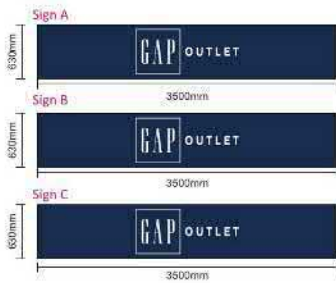 Sign A
630mm
GAP OUTLET
3500mm
Sign B
630mm
GAP OUTLET
3500mm
Sign C
630mm
GAP OUTLET
3500mm